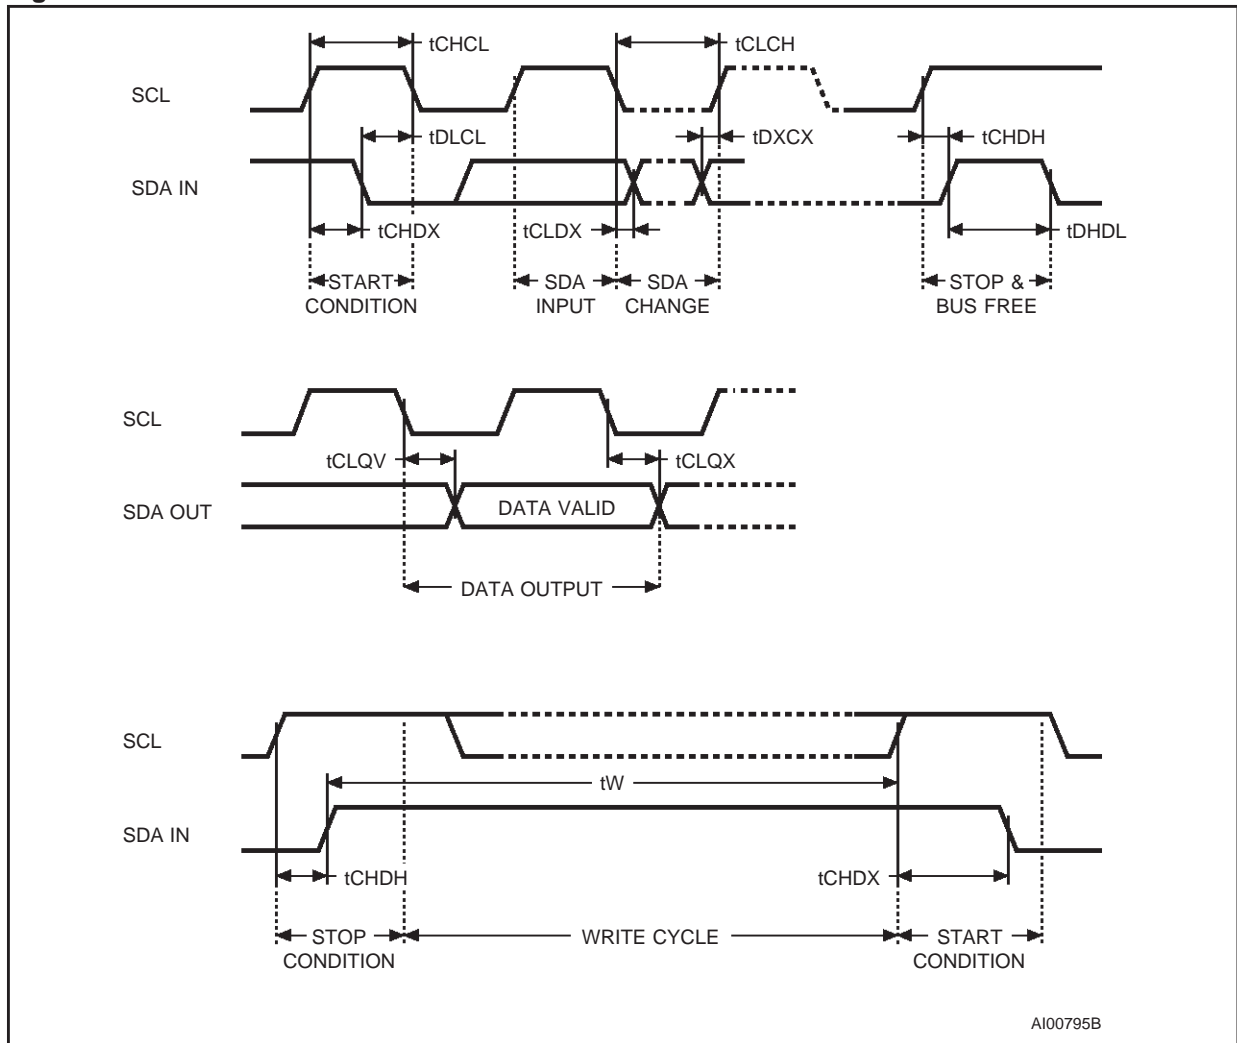 tCHCL
tCLCH
SCL
tDLCL
tDXCX
tCHDH
SDA IN
tCHDX
tCLDX
tDHDL
START
CONDITION
SDA
INPUT
SDA
CHANGE
STOP &
BUS FREE
SCL
tCLQV
tCLQX
SDA OUT
DATA VALID
DATA OUTPUT
SCL
tW
SDA IN
tCHDH
tCHDX
STOP
CONDITION
WRITE CYCLE
START
CONDITION
AI00795B